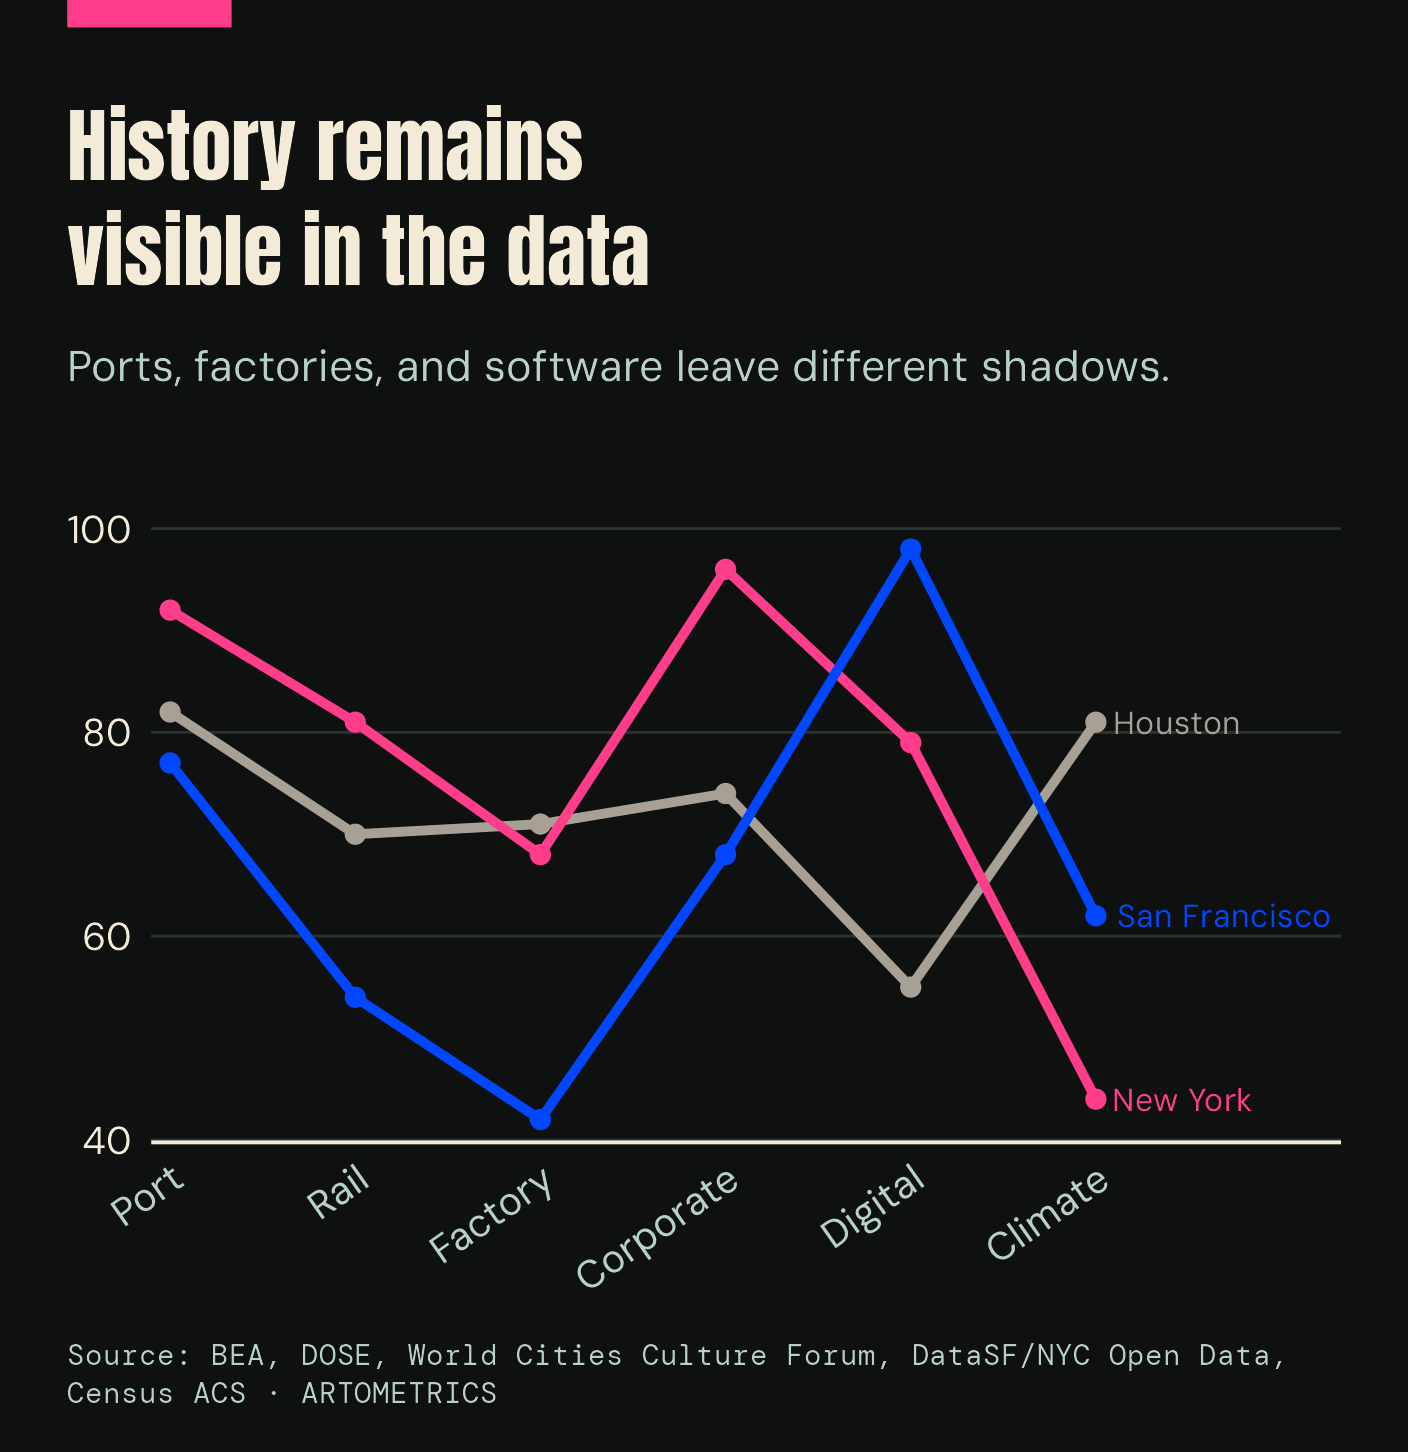 History remains
visible in the data
Ports, factories, and software leave different shadows.
100
80
60
40
Houston
San Francisco
New York
Port
Rail
Factory
Corporate
Digital
Climate
Source: BEA, DOSE, World Cities Culture Forum, DataSF/NYC Open Data,
Census ACS · ARTOMETRICS